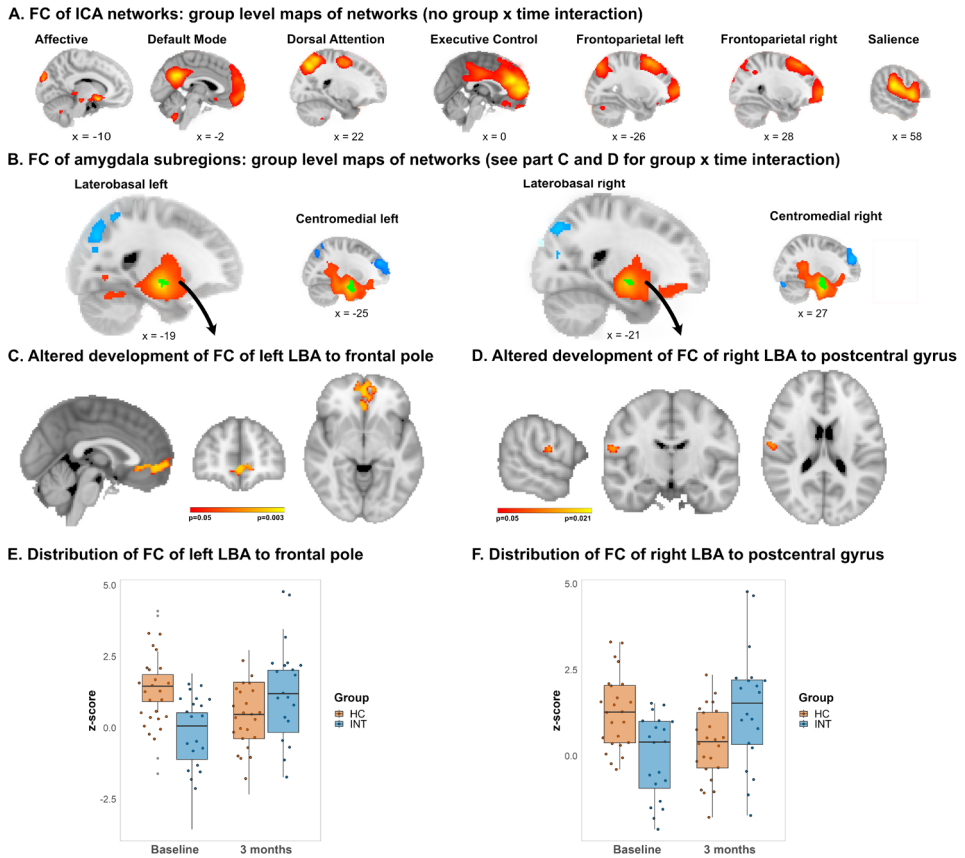 A. FC of ICA networks: group level maps of networks (no group x time interaction)
Affective Default Mode Dorsal Attention Executive Control Frontoparietal left Frontoparietal right Salience
x = -10 x = -2 x = 22 x = 0 x = -26 x = 28 x = 58
B. FC of amygdala subregions: group level maps of networks (see part C and D for group x time interaction)
Laterobasal left Laterobasal right
Centromedial left Centromedial right
x = -19 x = -25 x = -21 x = 27
C. Altered development of FC of left LBA to frontal pole
p=0.05 p=0.003
D. Altered development of FC of right LBA to postcentral gyrus
p=0.05 p=0.021
E. Distribution of FC of left LBA to frontal pole
5.0
2.5
0.0
-2.5
z-score
Baseline 3 months
Group
HC
INT
F. Distribution of FC of right LBA to postcentral gyrus
5.0
2.5
0.0
z-score
Baseline 3 months
Group
HC
INT